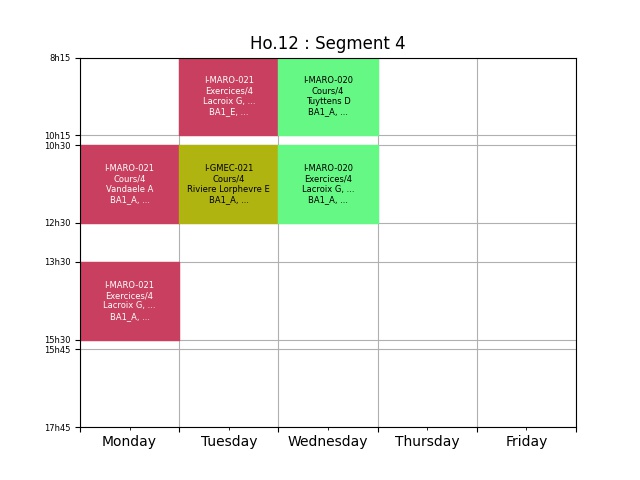 Ho.12 : Segment 4
8h15
10h15
10h30
12h30
13h30
15h30
15h45
17h45
I-MARO-021
Exercices/4
Lacroix G, ...
BA1_E, ...
I-MARO-020
Cours/4
Tuyttens D
BA1_A, ...
I-MARO-021
Cours/4
Vandaele A
BA1_A, ...
I-GMEC-021
Cours/4
Riviere Lorphevre E
BA1_A, ...
I-MARO-020
Exercices/4
Lacroix G, ...
BA1_A, ...
I-MARO-021
Exercices/4
Lacroix G, ...
BA1_A, ...
Monday
Tuesday
Wednesday
Thursday
Friday